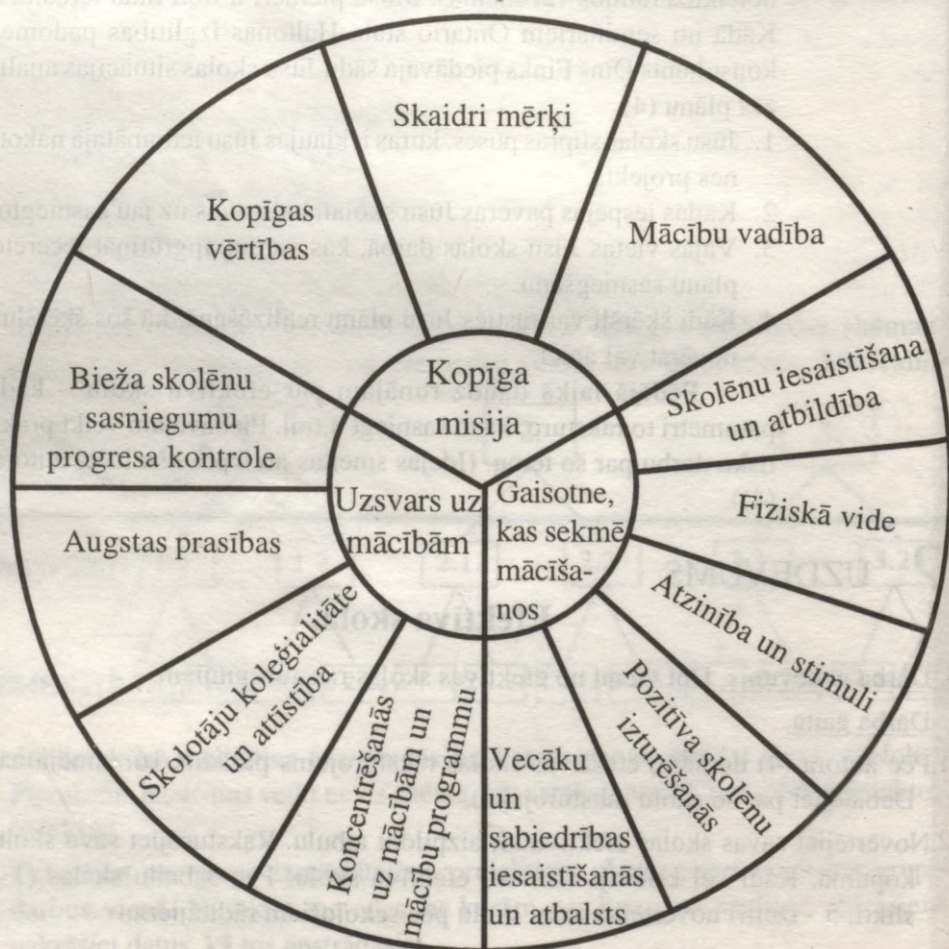 Skaidri mērķi
Mācību vadība
Skolēnu iesaistīšana
un atbildība
Fiziskā vide
Atzinība un stimuli
Pozitīva skolēnu
izturēšanās
Vecāku
un
sabiedrības
iesaistīšanās
un atbalsts
Koncentrēšanās
uz mācībām un
mācību programmu
Skolotāju koleģialitāte
un attīstība
Augstas prasības
Bieža skolēnu
sasniegumu
progresa kontrole
Kopīgas
vērtības
Kopīga
misija
Gaisotne,
kas sekmē
mācīša-
nos
Uzsvars uz
mācībām